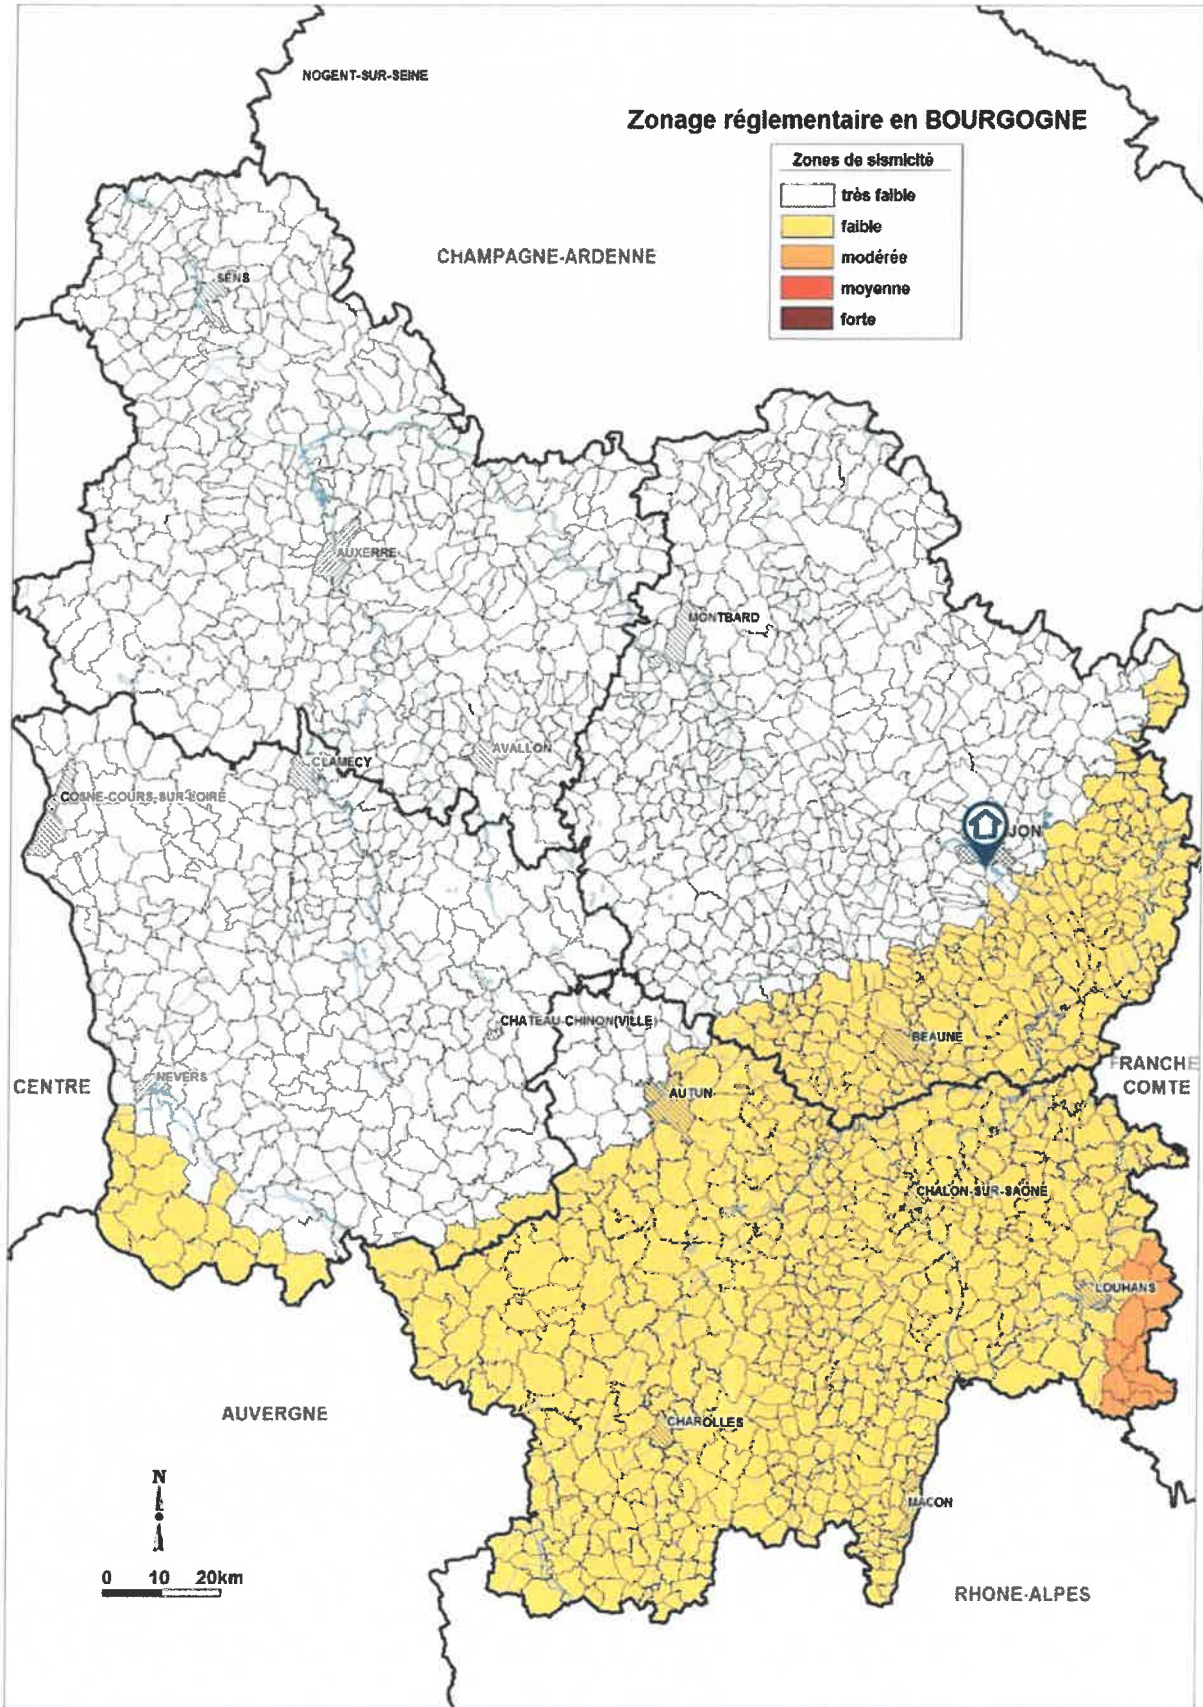 NOGENT-SUR-SEINE
Zonage réglementaire en BOURGOGNE
Zones de sismicité
très faible
faible
modérée
moyenne
forte
CHAMPAGNE-ARDENNE
SENS
AUXERRE
MONTBARD
AVALLON
CLAMECY
COSNE-COURS-SUR-LOIRE
JON
CHATEAU-CHINON(VILLE)
BEAUNE
FRANCHE
COMTE
CENTRE
NEVERS
AUTUN
CHALON-SUR-SAÔNE
LOUHANS
AUVERGNE
CHAROLLES
N
MACON
0 10 20km
RHONE-ALPES